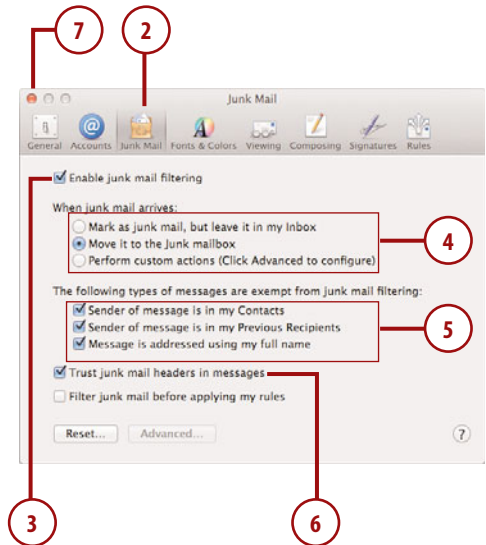 7 2
Junk Mail
General Accounts Junk Mail Fonts & Colors Viewing Composing Signatures Rules
Enable junk mail filtering
When junk mail arrives:
Mark as junk mail, but leave it in my Inbox
Move it to the Junk mailbox
Perform custom actions (Click Advanced to configure)
4
The following types of messages are exempt from junk mail filtering:
Sender of message is in my Contacts
Sender of message is in my Previous Recipients
Message is addressed using my full name
5
Trust junk mail headers in messages
Filter junk mail before applying my rules
Reset... Advanced... ?
3 6